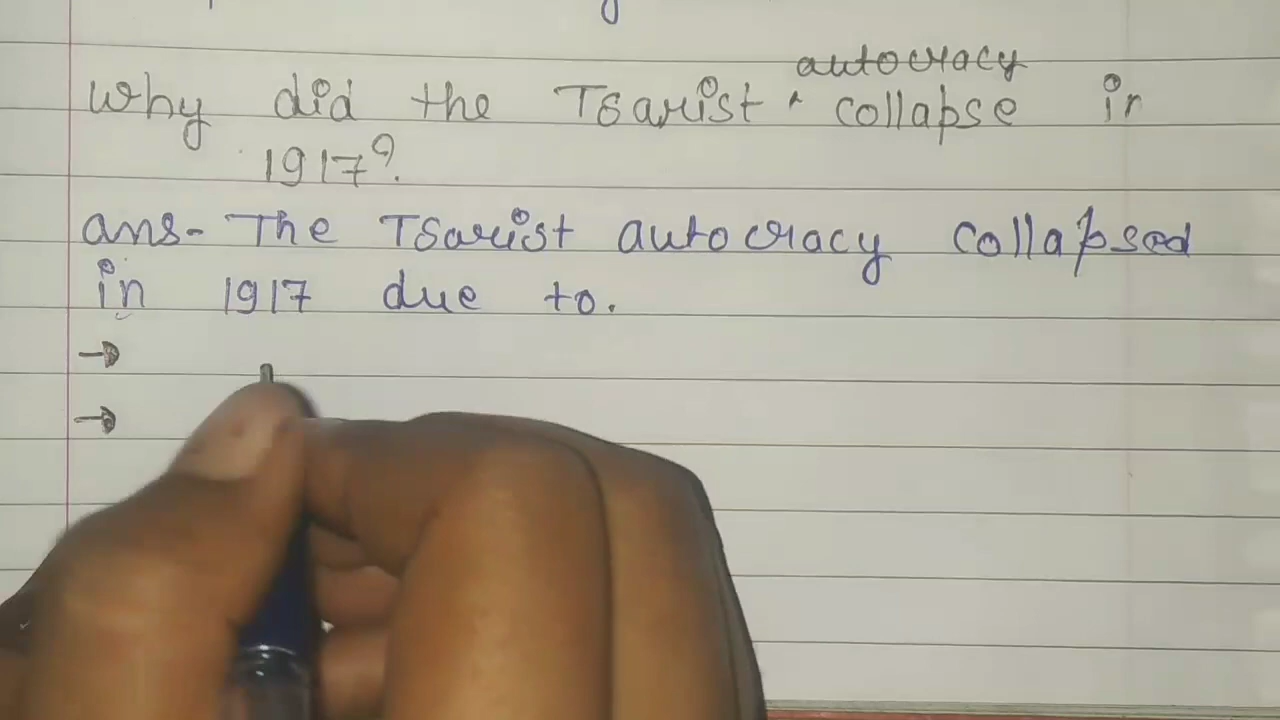 autocracy
Why did the Tsarist ^ collapse in
1917?
ans- The Tsarist autocracy collapsed
in 1917 due to.
→
→